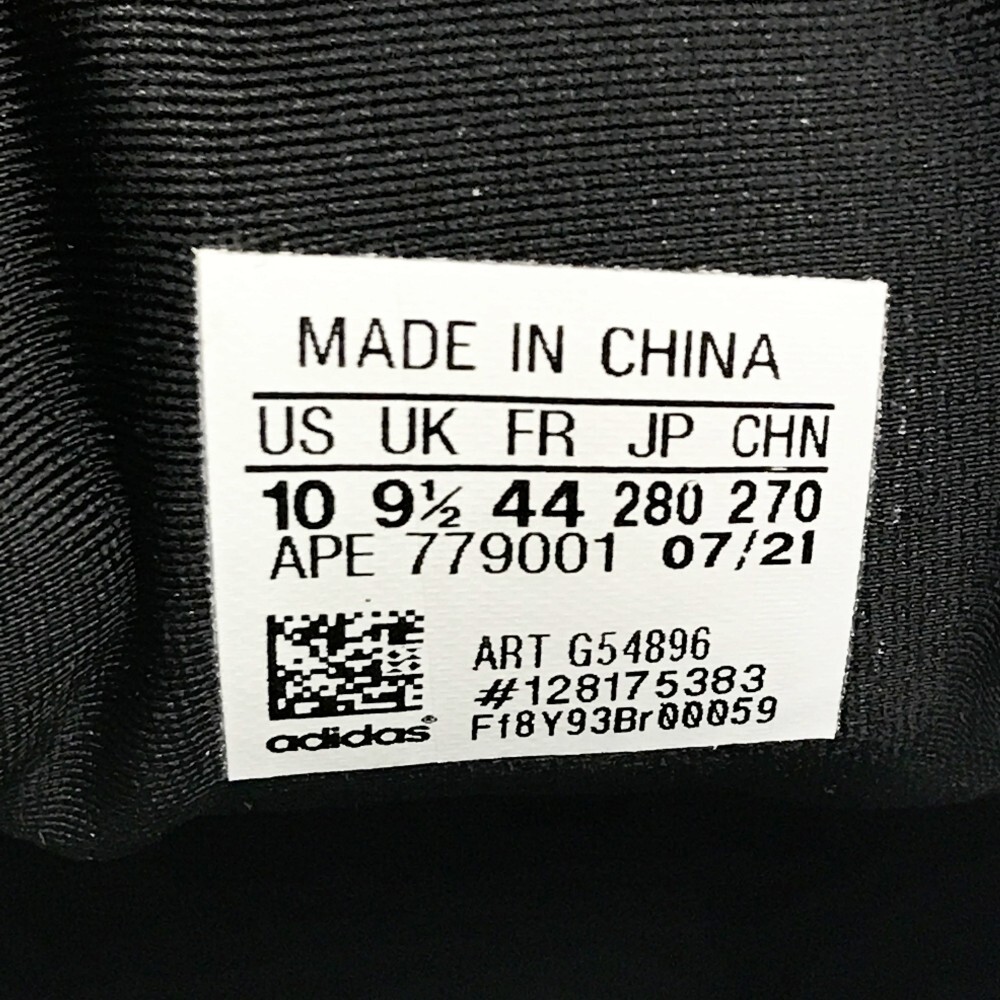 MADE IN CHINA
US UK FR JP CHN
10 9½ 44 280 270
APE 779001 07/21
ART G54896
#128175383
Ff8Y93Br00059
adidas®